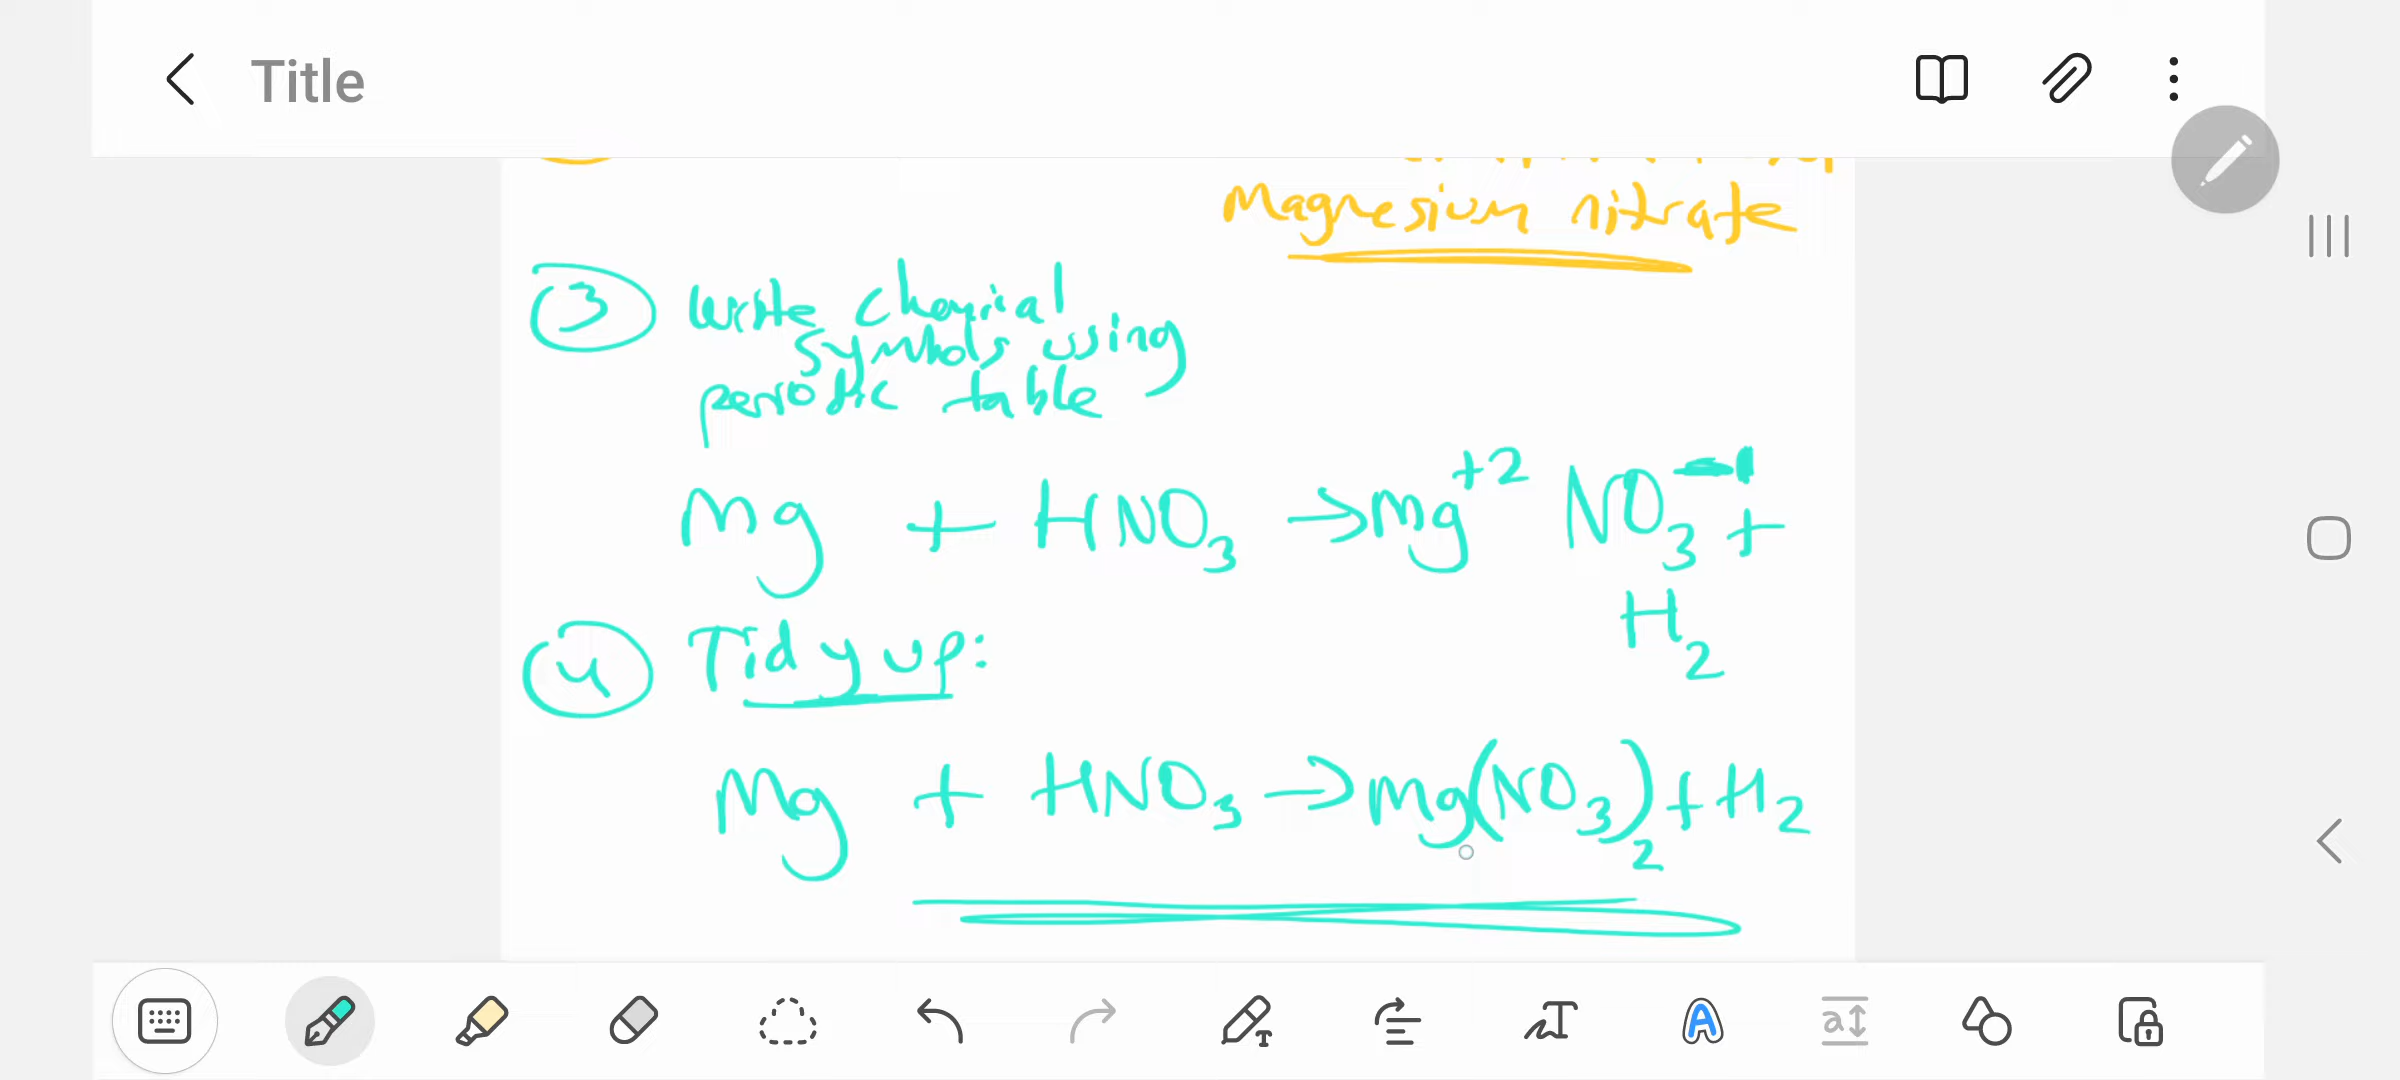 Title
Magnesium nitrate
3 Write chemical
symbols using
periodic table
Mg + HNO₃ → Mg⁺² NO₃⁻¹ +
H₂
4 Tidy up:
Mg + HNO₃ → Mg(NO₃)₂ + H₂